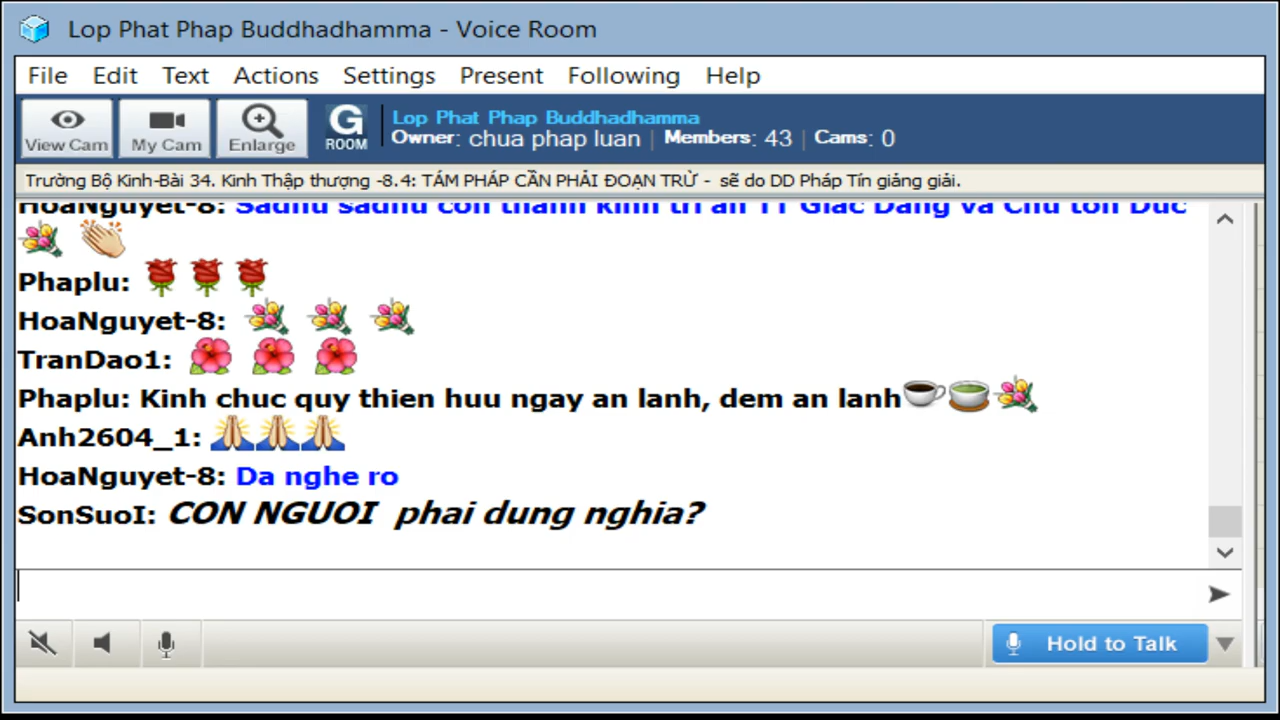 Lop Phat Phap Buddhadhamma - Voice Room
File Edit Text Actions Settings Present Following Help
View Cam My Cam Enlarge G ROOM
Lop Phat Phap Buddhadhamma
Owner: chua phap luan | Members: 43 | Cams: 0
Trường Bộ Kinh-Bài 34. Kinh Thập thượng -8.4: TÁM PHÁP CẦN PHẢI ĐOẠN TRỪ - sẽ do DD Pháp Tín giảng giải.
HoaNguyet-8: Sadhu sadhu con thanh kinh tri an TT Giac Dang va Chu ton Duc
Phaplu:
HoaNguyet-8:
TranDao1:
Phaplu: Kinh chuc quy thien huu ngay an lanh, dem an lanh
Anh2604_1:
HoaNguyet-8: Da nghe ro
SonSuoI: CON NGUOI phai dung nghia?
Hold to Talk